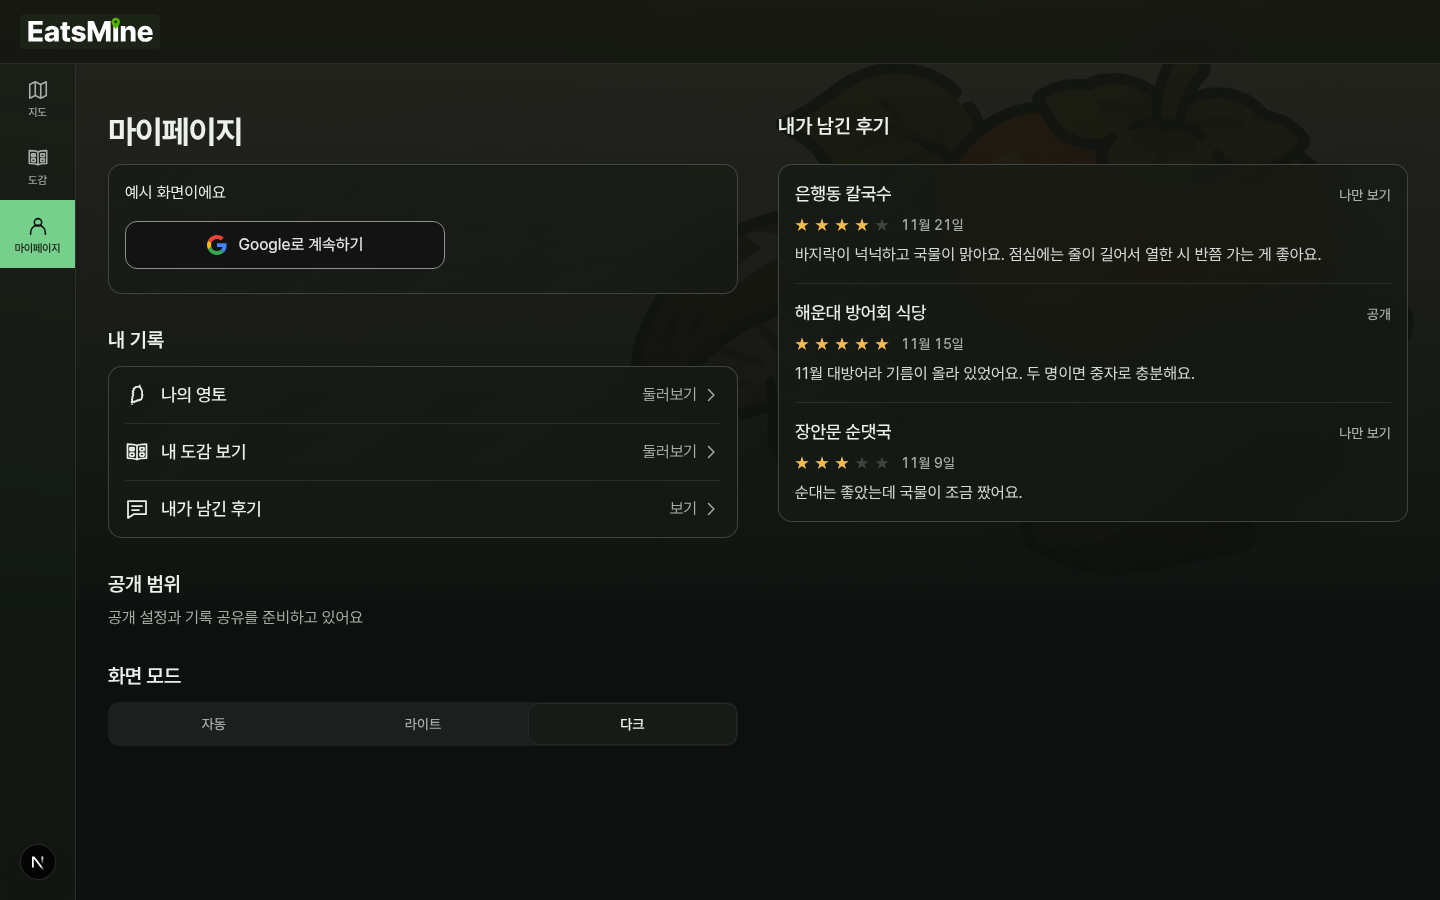 EatsMine
지도
도감
마이페이지
마이페이지
예시 화면이에요
Google로 계속하기
내 기록
나의 영토
둘러보기
내 도감 보기
둘러보기
내가 남긴 후기
보기
공개 범위
공개 설정과 기록 공유를 준비하고 있어요
화면 모드
자동
라이트
다크
내가 남긴 후기
은행동 칼국수
나만 보기
11월 21일
바지락이 넉넉하고 국물이 맑아요. 점심에는 줄이 길어서 열한 시 반쯤 가는 게 좋아요.
해운대 방어회 식당
공개
11월 15일
11월 대방어라 기름이 올라 있었어요. 두 명이면 중자로 충분해요.
장안문 순댓국
나만 보기
11월 9일
순대는 좋았는데 국물이 조금 짰어요.
N